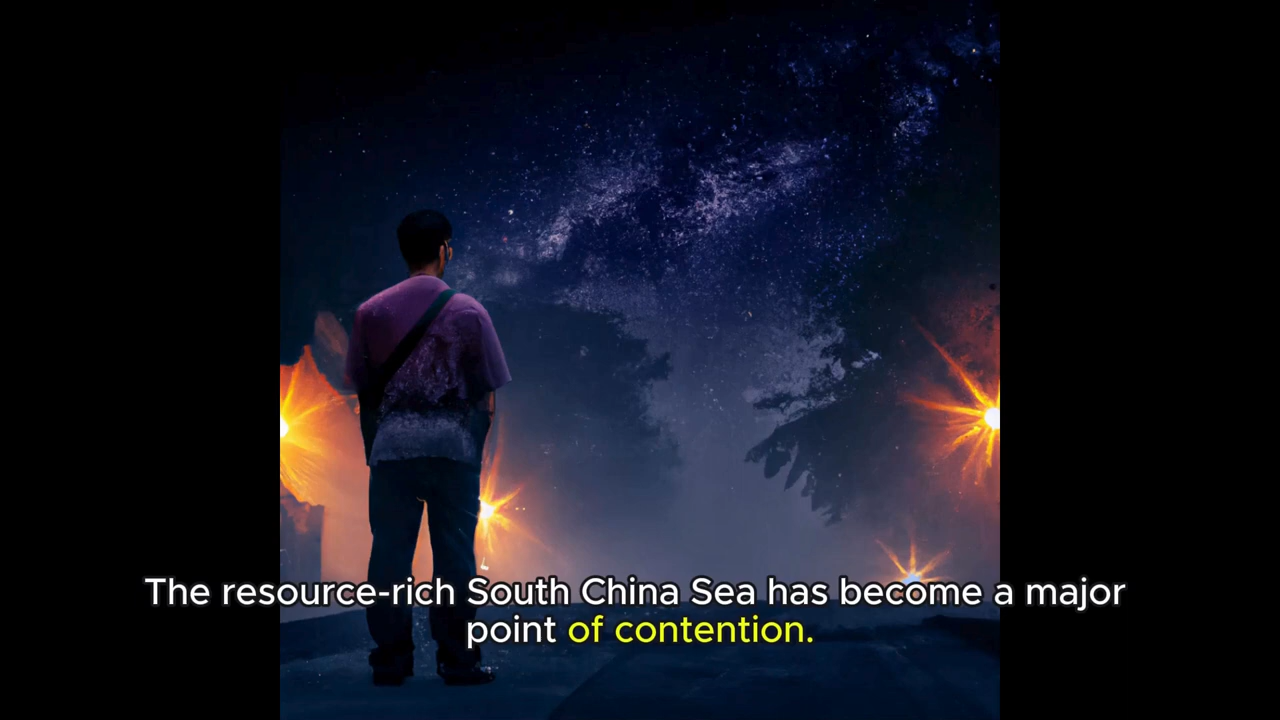 The resource-rich South China Sea has become a major
point of contention.